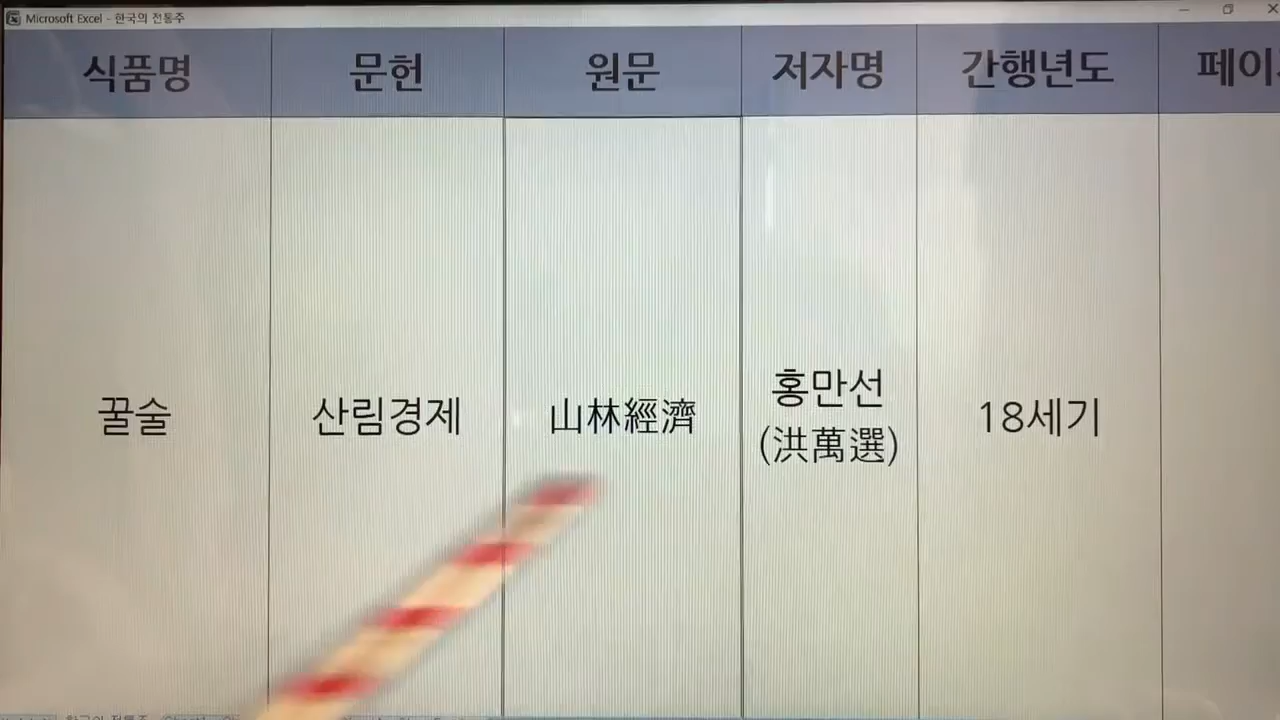 Microsoft Excel - 한국의 전통주
식품명 문헌 원문 저자명 간행년도 페이
꿀술 산림경제 山林經濟 홍만선 (洪萬選) 18세기